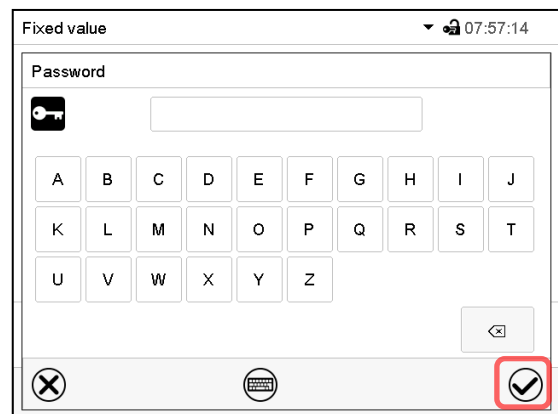 Fixed value 07:57:14
Password
A B C D E F G H I J
K L M N O P Q R S T
U V W X Y Z